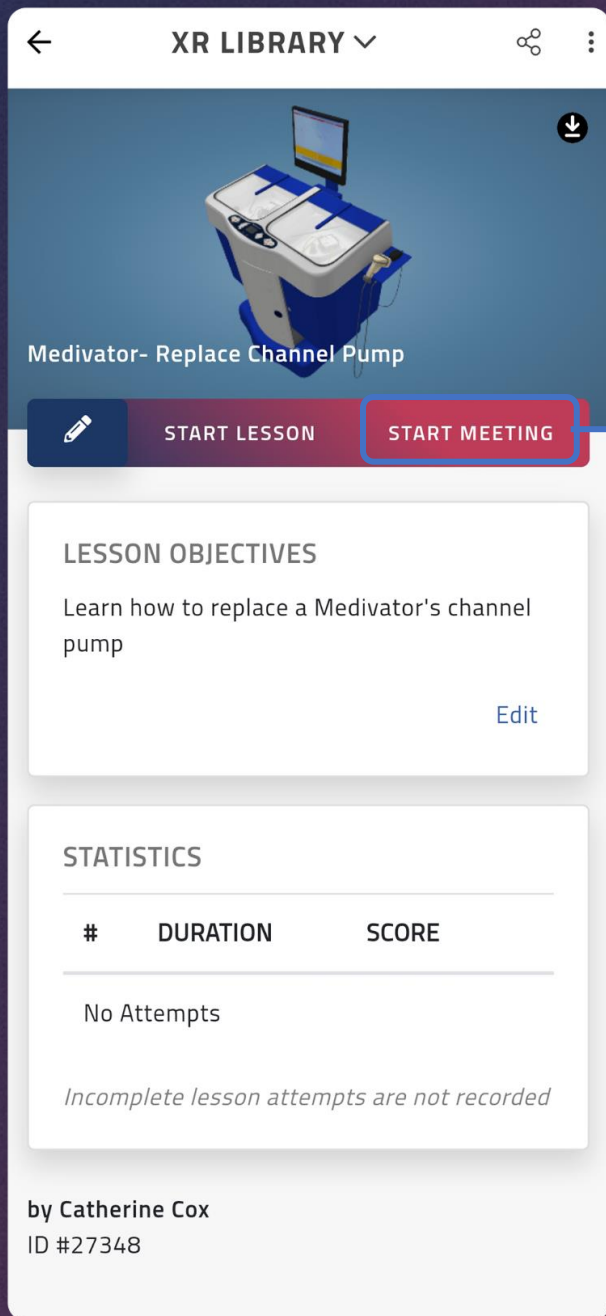 XR LIBRARY
Medivator- Replace Channel Pump
START LESSON
START MEETING
LESSON OBJECTIVES
Learn how to replace a Medivator's channel
pump
Edit
STATISTICS
# DURATION SCORE
No Attempts
Incomplete lesson attempts are not recorded
by Catherine Cox
ID #27348